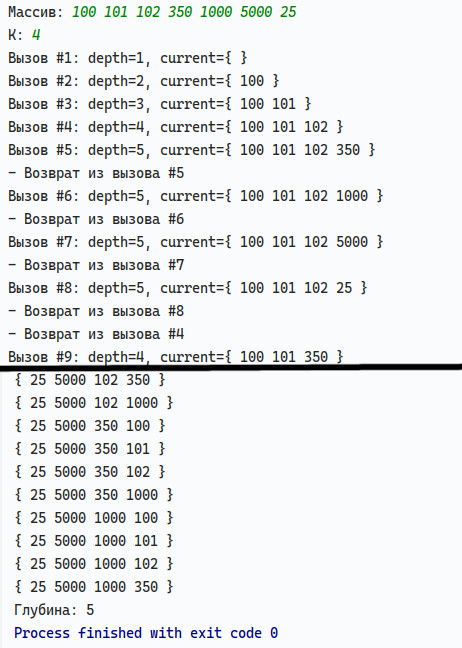 Массив: 100 101 102 350 1000 5000 25
К: 4
Вызов #1: depth=1, current={ }
Вызов #2: depth=2, current={ 100 }
Вызов #3: depth=3, current={ 100 101 }
Вызов #4: depth=4, current={ 100 101 102 }
Вызов #5: depth=5, current={ 100 101 102 350 }
– Возврат из вызова #5
Вызов #6: depth=5, current={ 100 101 102 1000 }
– Возврат из вызова #6
Вызов #7: depth=5, current={ 100 101 102 5000 }
– Возврат из вызова #7
Вызов #8: depth=5, current={ 100 101 102 25 }
– Возврат из вызова #8
– Возврат из вызова #4
Вызов #9: depth=4, current={ 100 101 350 }
{ 25 5000 102 350 }
{ 25 5000 102 1000 }
{ 25 5000 350 100 }
{ 25 5000 350 101 }
{ 25 5000 350 102 }
{ 25 5000 350 1000 }
{ 25 5000 1000 100 }
{ 25 5000 1000 101 }
{ 25 5000 1000 102 }
{ 25 5000 1000 350 }
Глубина: 5
Process finished with exit code 0